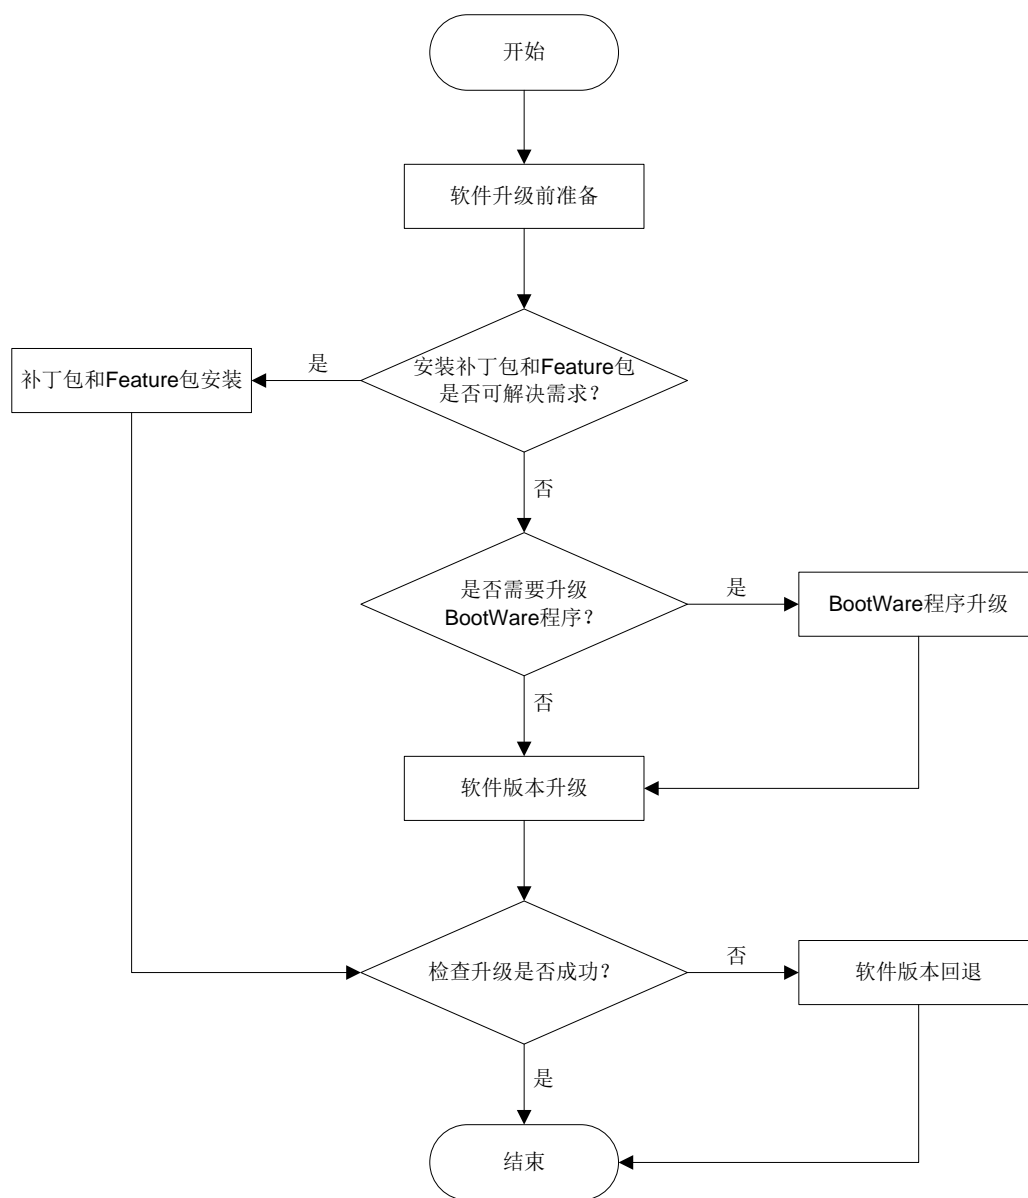 开始
软件升级前准备
是
补丁包和Feature包安装
安装补丁包和Feature包
是否可解决需求?
否
是否需要升级
BootWare程序?
是
BootWare程序升级
否
软件版本升级
检查升级是否成功?
否
软件版本回退
是
结束